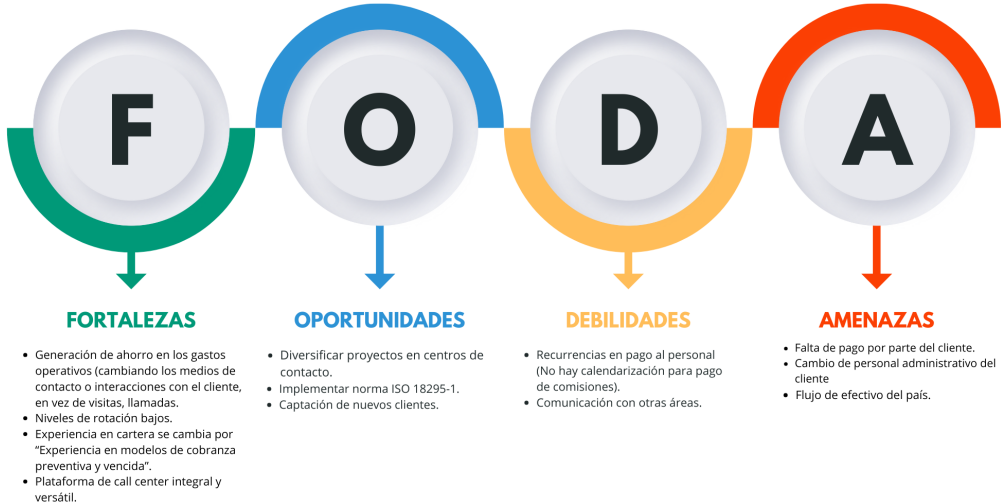 F
O
D
A
FORTALEZAS
• Generación de ahorro en los gastos
operativos (cambiando los medios de
contacto o interacciones con el cliente,
en vez de visitas, llamadas.
• Niveles de rotación bajos.
• Experiencia en cartera se cambia por
“Experiencia en modelos de cobranza
preventiva y vencida”.
• Plataforma de call center integral y
versátil.
OPORTUNIDADES
• Diversificar proyectos en centros de
contacto.
• Implementar norma ISO 18295-1.
• Captación de nuevos clientes.
DEBILIDADES
• Recurrencias en pago al personal
(No hay calendarización para pago
de comisiones).
• Comunicación con otras áreas.
AMENAZAS
• Falta de pago por parte del cliente.
• Cambio de personal administrativo del
cliente
• Flujo de efectivo del país.